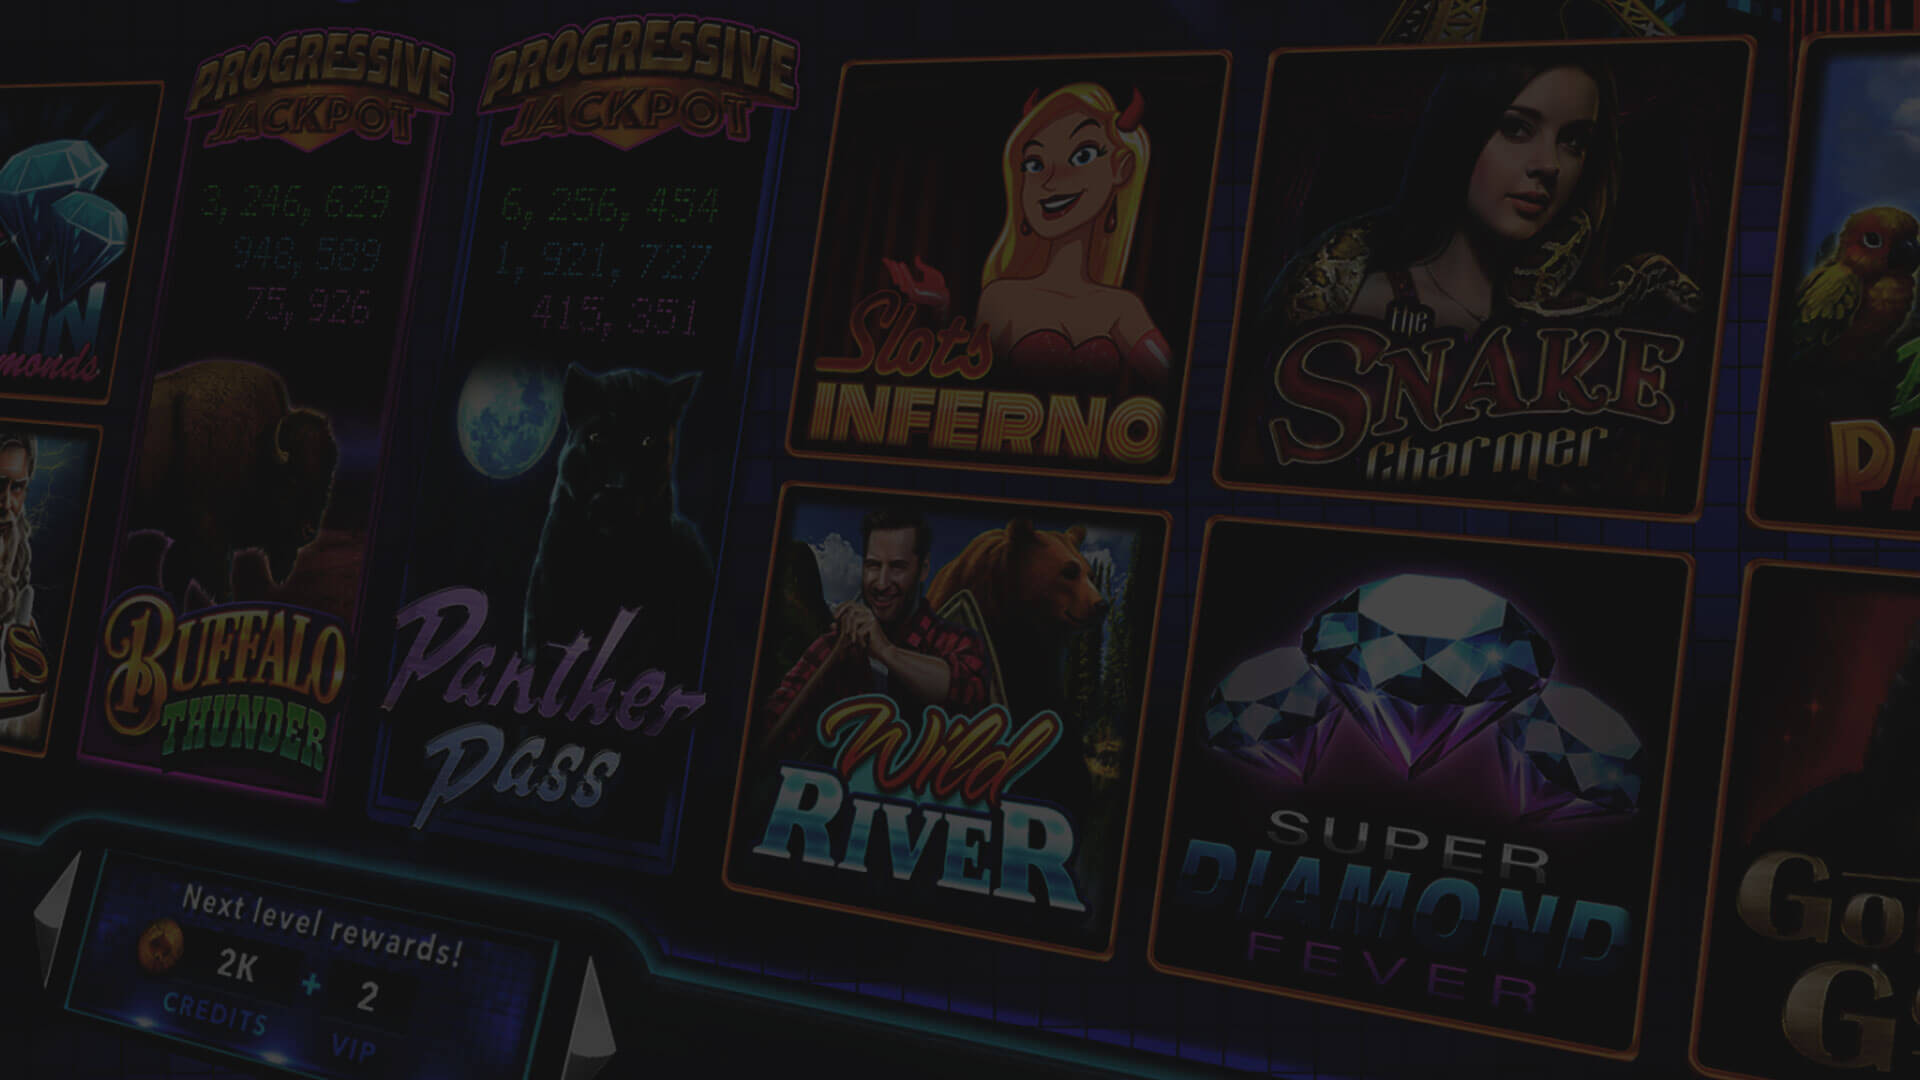 WIN
PROGRESSIVE
JACKPOT
3, 246, 629
948, 589
75, 926
BUFFALO
THUNDER
PROGRESSIVE
JACKPOT
6, 256, 454
1, 921, 727
415, 351
Panther
Pass
Slots
INFERNO
the
SNAKE
charmer
Wild
RIVER
SUPER
DIAMOND
FEVER
Next level rewards!
2K + 2
CREDITS VIP